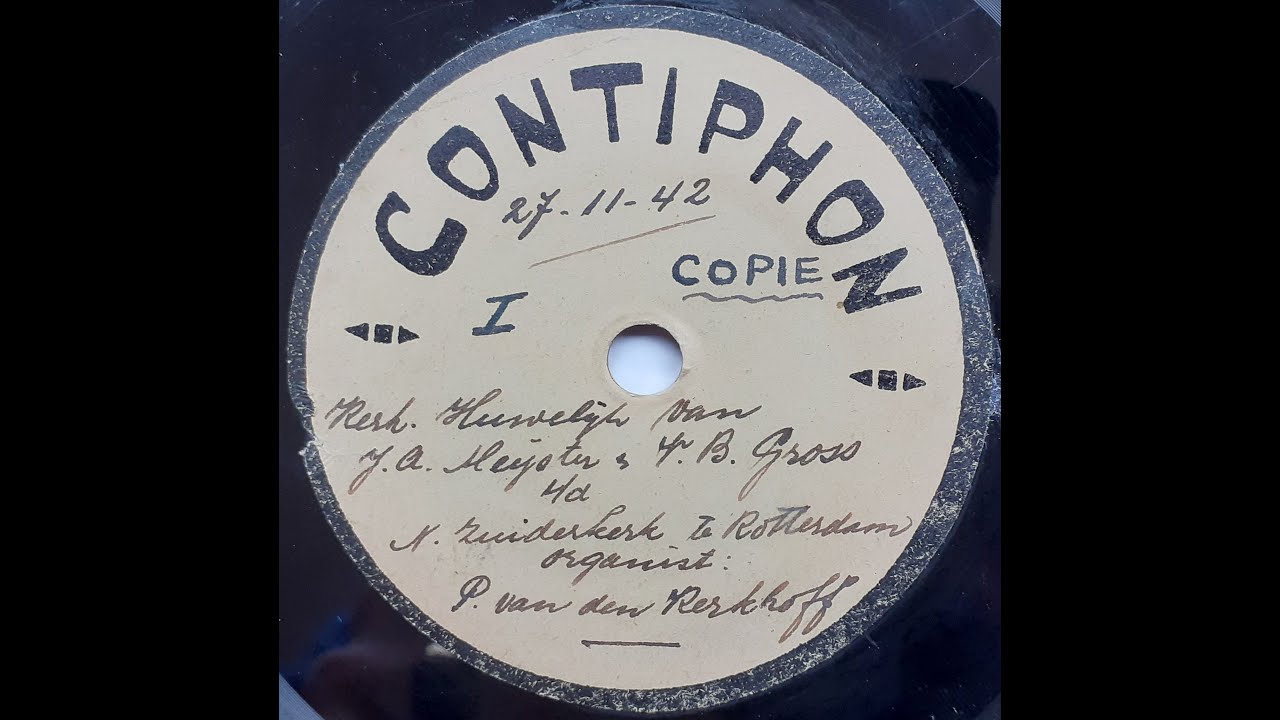 CONTIPHON
27-11-42
COPIE
I
Kerk. Huwelijk van
J.A. Meijster & F.B. Gross
i/d
N. Zuiderkerk te Rotterdam
organist:
P. van den Kerkhoff